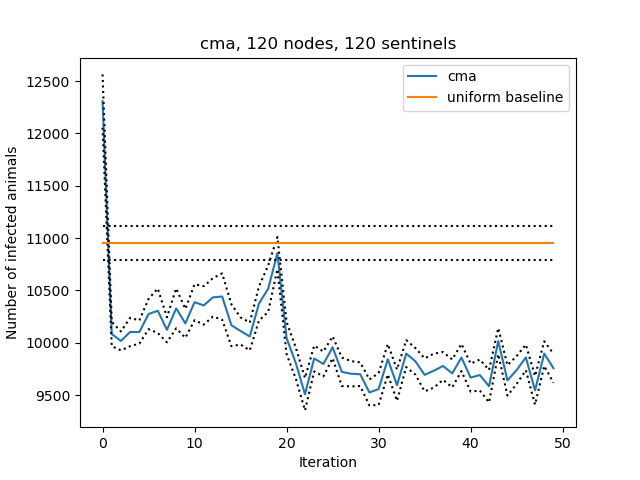 cma, 120 nodes, 120 sentinels
cma
uniform baseline
Number of infected animals
12500
12000
11500
11000
10500
10000
9500
0 10 20 30 40 50
Iteration